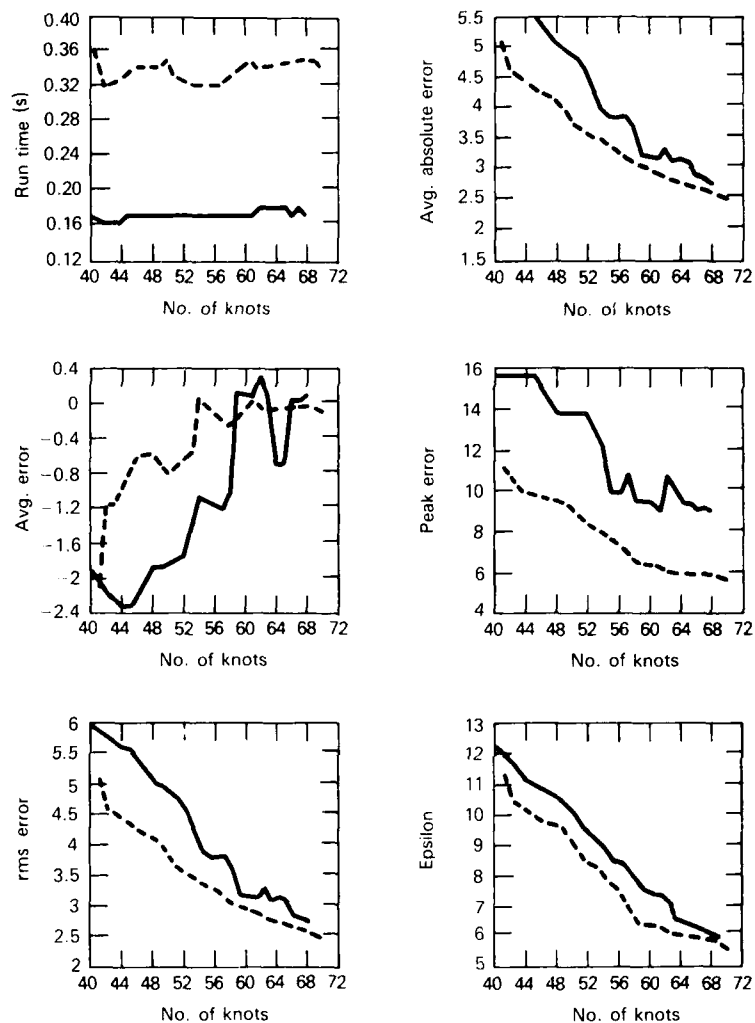 Run time (s)
0.40
0.36
0.32
0.28
0.24
0.20
0.16
0.12
40 44 48 52 56 60 64 68 72
No. of knots
Avg. absolute error
5.5
5
4.5
4
3.5
3
2.5
2
1.5
40 44 48 52 56 60 64 68 72
No. of knots
Avg. error
0.4
0
-0.4
-0.8
-1.2
-1.6
-2
-2.4
40 44 48 52 56 60 64 68 72
No. of knots
Peak error
16
14
12
10
8
6
4
40 44 48 52 56 60 64 68 72
No. of knots
rms error
6
5.5
5
4.5
4
3.5
3
2.5
2
40 44 48 52 56 60 64 68 72
No. of knots
Epsilon
13
12
11
10
9
8
7
6
5
40 44 48 52 56 60 64 68 72
No. of knots